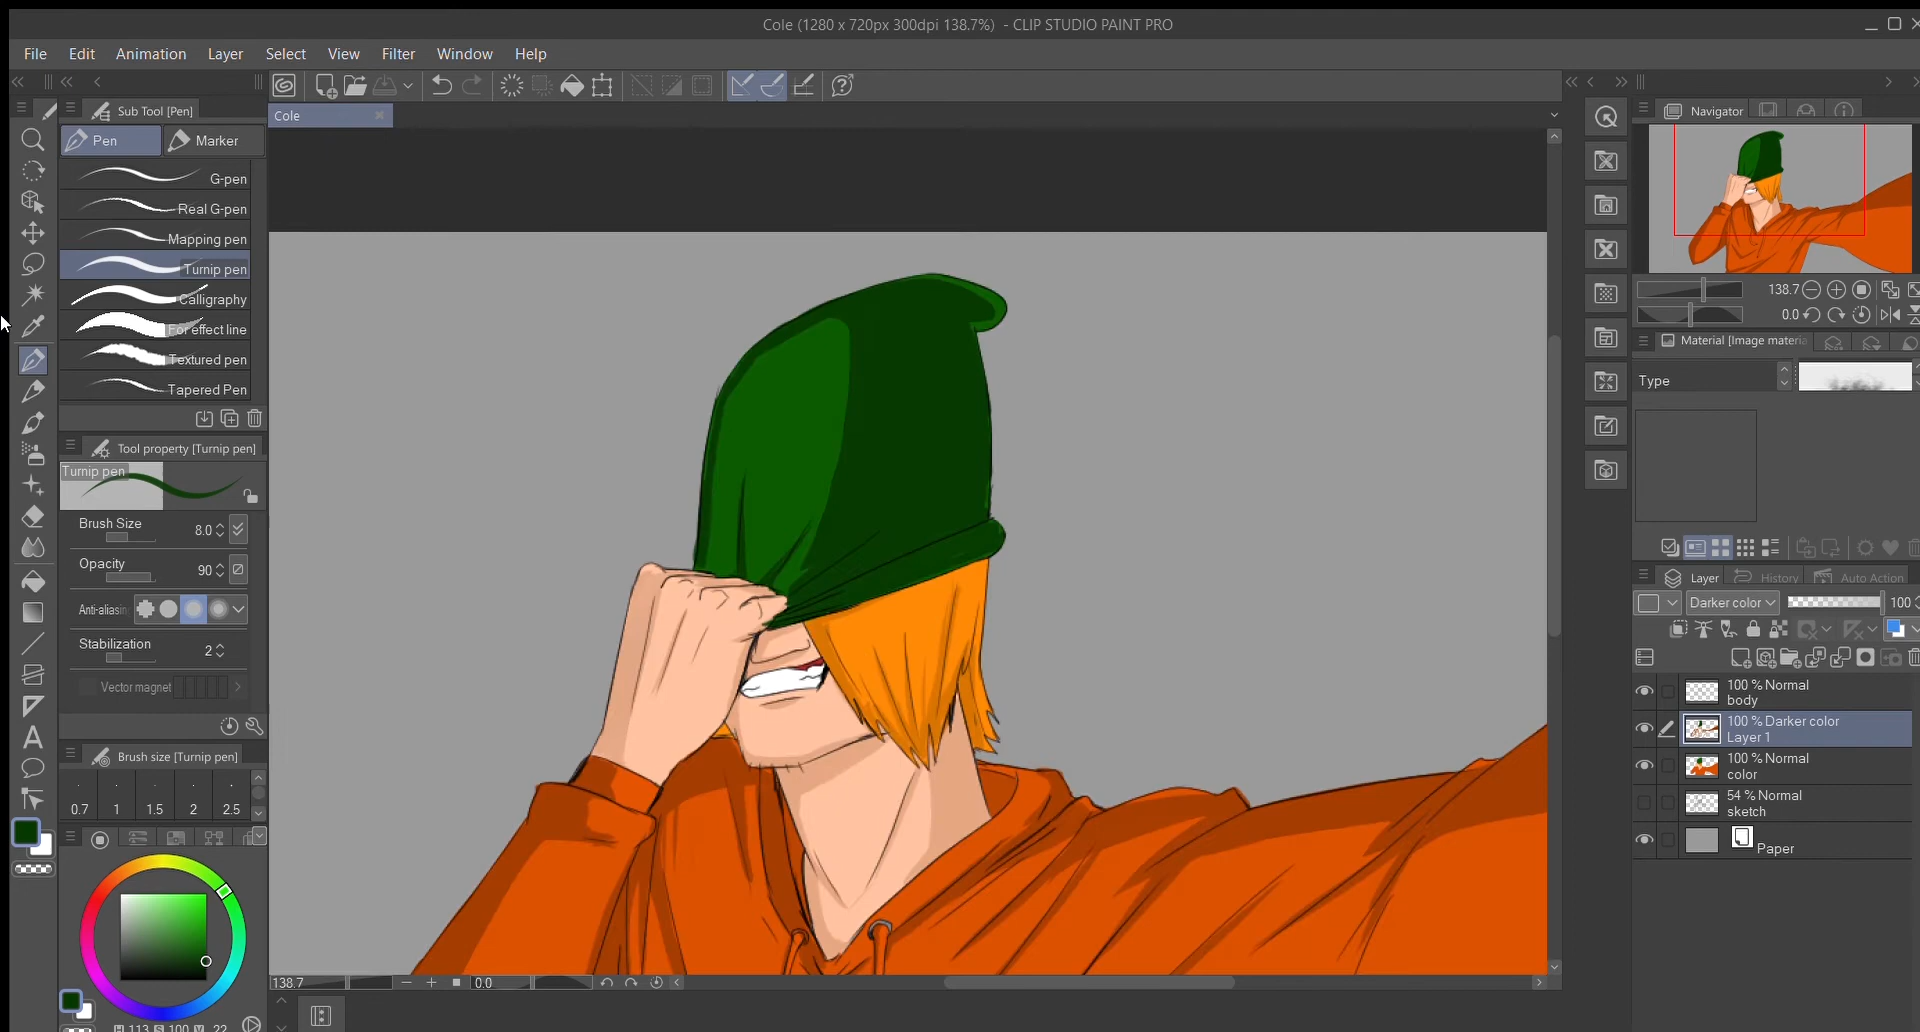 Cole (1280 x 720px 300dpi 138.7%) - CLIP STUDIO PAINT PRO
File Edit Animation Layer Select View Filter Window Help
Sub Tool [Pen]
Pen Marker
G-pen
Real G-pen
Mapping pen
Turnip pen
Calligraphy
For effect line
Textured pen
Tapered Pen
Tool property [Turnip pen]
Turnip pen
Brush Size 8.0
Opacity 90
Anti-aliasin
Stabilization
2
Vector magnet
Brush size [Turnip pen]
0.7 1 1.5 2 2.5
H 113 S 100 V 22
Cole
138.7 0.0
Navigator
138.7
0.0
Material [Image materia
Type
Layer History Auto Action
Darker color 100
100 % Normal
body
100 % Darker color
Layer 1
100 % Normal
color
54 % Normal
sketch
Paper